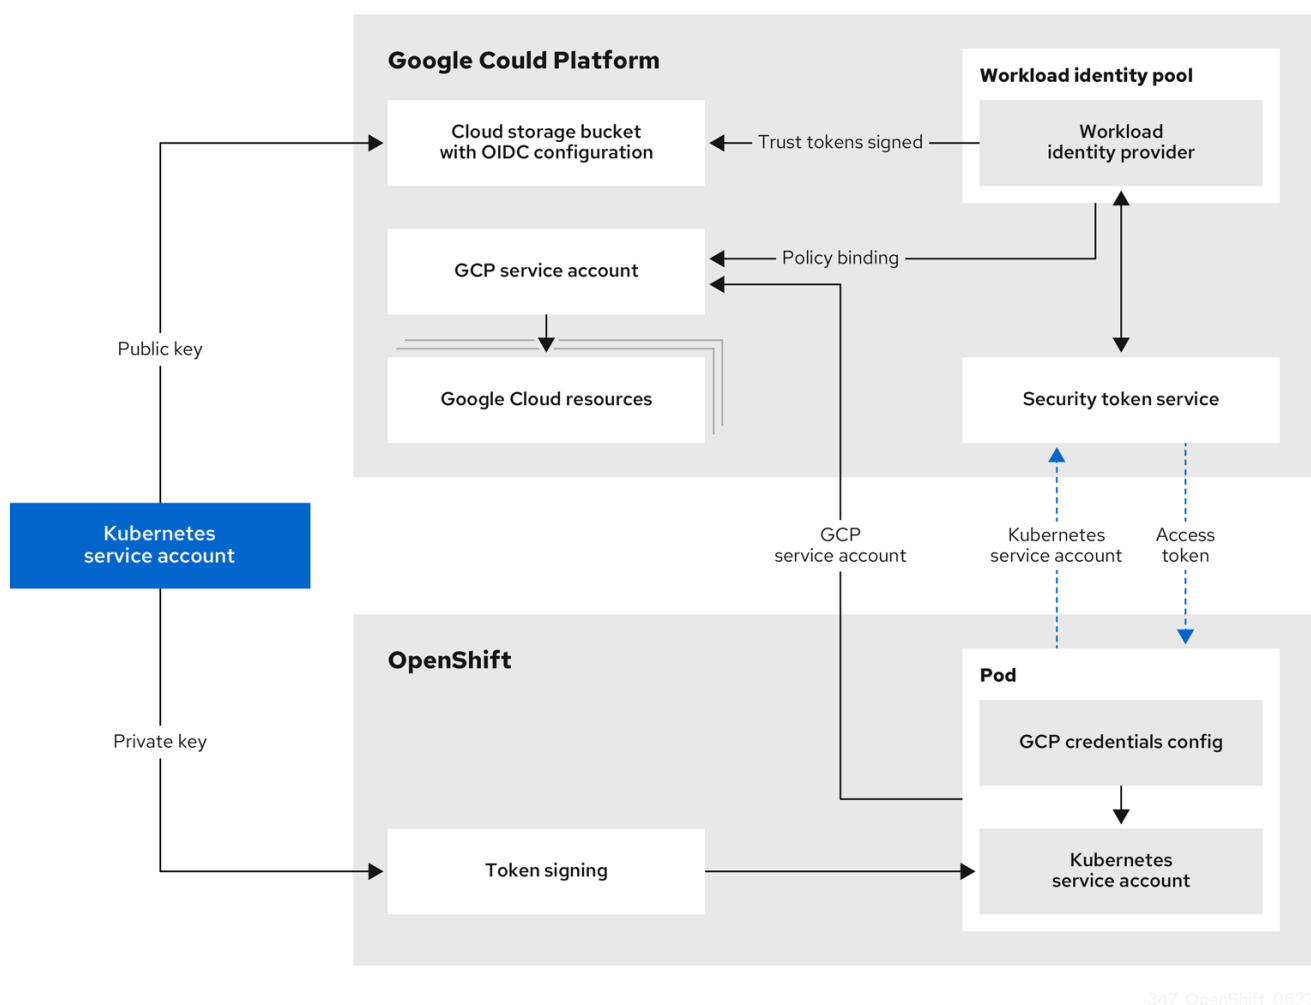 Google Could Platform
Workload identity pool
Cloud storage bucket
with OIDC configuration
Trust tokens signed
Workload
identity provider
GCP service account
Policy binding
Public key
Google Cloud resources
Security token service
Kubernetes
service account
GCP
service account
Kubernetes
service account
Access
token
OpenShift
Pod
Private key
GCP credentials config
Token signing
Kubernetes
service account
347_OpenShift_062